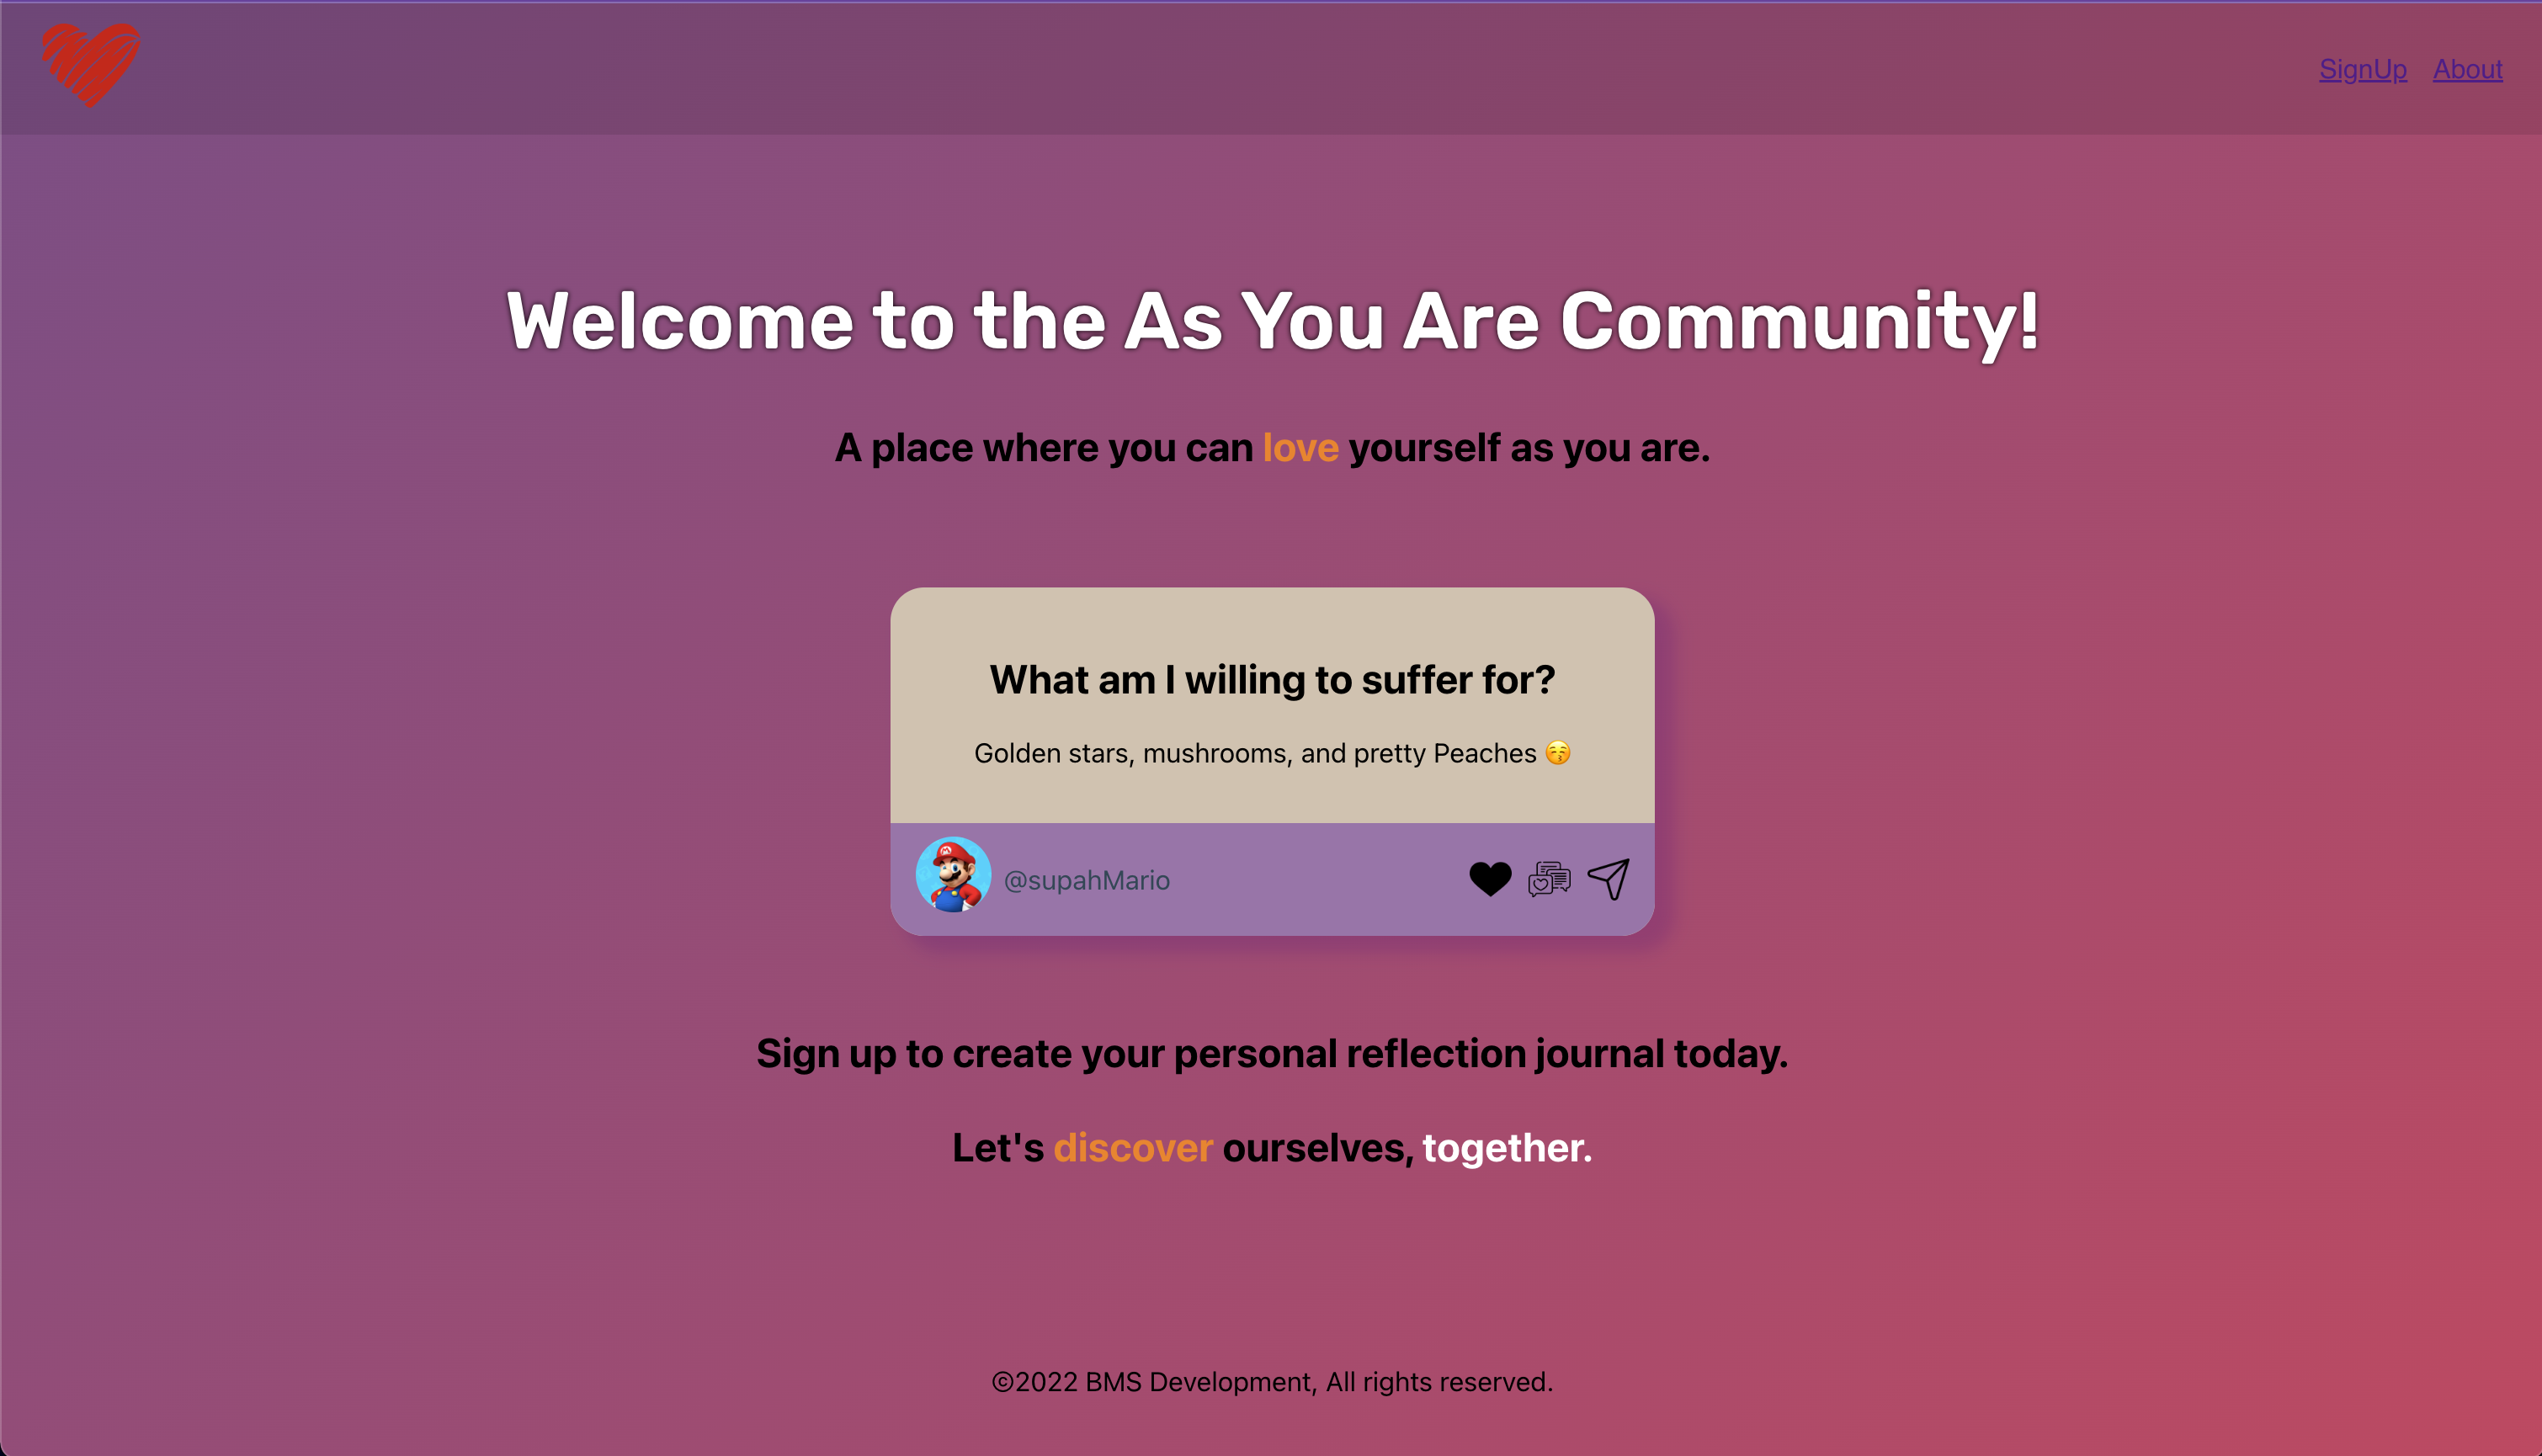 SignUp About
Welcome to the As You Are Community!
A place where you can love yourself as you are.
What am I willing to suffer for?
Golden stars, mushrooms, and pretty Peaches 😚
@supahMario
Sign up to create your personal reflection journal today.
Let's discover ourselves, together.
©2022 BMS Development, All rights reserved.